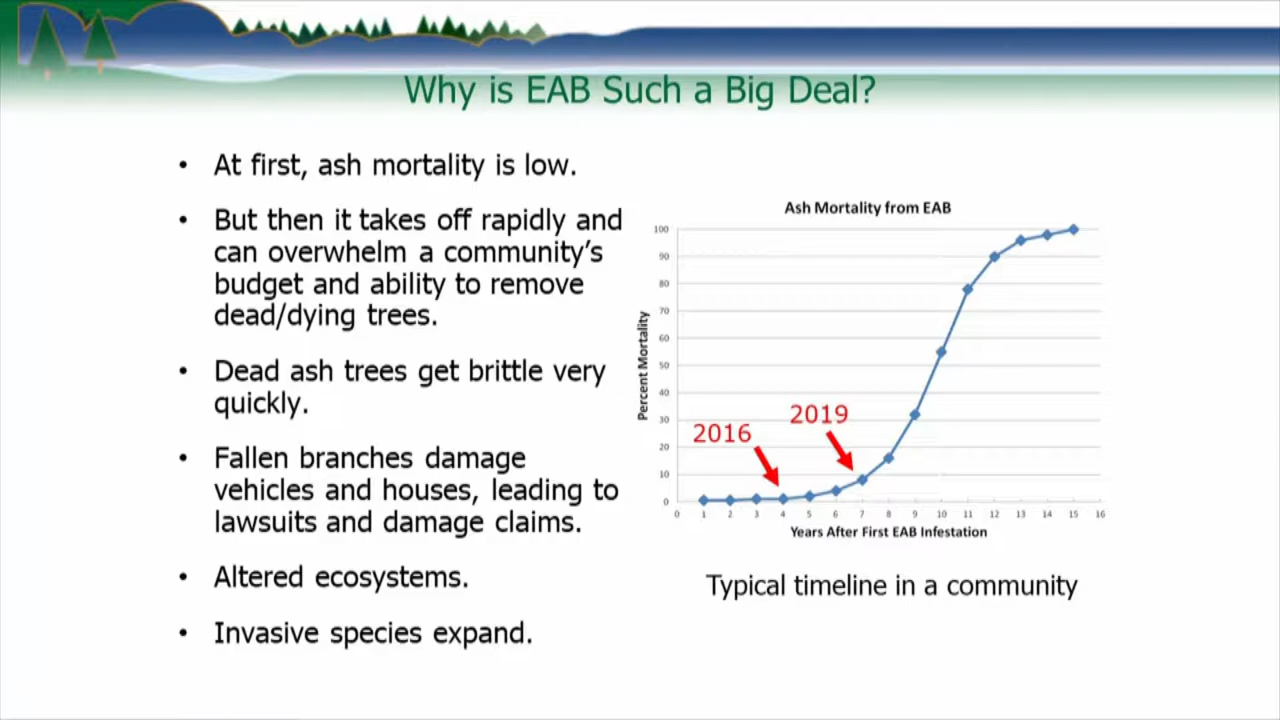 Why is EAB Such a Big Deal?
• At first, ash mortality is low.
• But then it takes off rapidly and
can overwhelm a community's
budget and ability to remove
dead/dying trees.
• Dead ash trees get brittle very
quickly.
• Fallen branches damage
vehicles and houses, leading to
lawsuits and damage claims.
• Altered ecosystems.
• Invasive species expand.
Ash Mortality from EAB
Percent Mortality
100
90
80
70
60
50
40
30
20
10
0
2016
2019
0 1 2 3 4 5 6 7 8 9 10 11 12 13 14 15 16
Years After First EAB Infestation
Typical timeline in a community